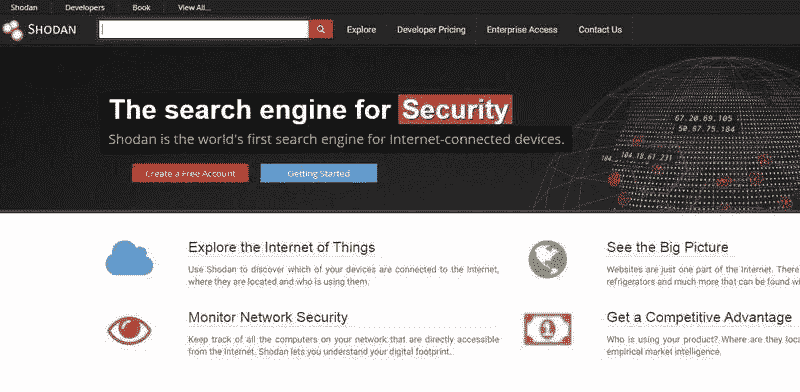 Shodan Developers Book View All...
SHODAN Explore Developer Pricing Enterprise Access Contact Us
The search engine for Security
Shodan is the world's first search engine for Internet-connected devices.
Create a Free Account Getting Started
67.20.69.105
50.87.75.184
104.18.67.231
Explore the Internet of Things
Use Shodan to discover which of your devices are connected to the Internet,
where they are located and who is using them.
See the Big Picture
Websites are just one part of the Internet. There
refrigerators and much more that can be found wi
Monitor Network Security
Keep track of all the computers on your network that are directly accessible
from the Internet. Shodan lets you understand your digital footprint.
Get a Competitive Advantage
Who is using your product? Where are they loca
empirical market intelligence.